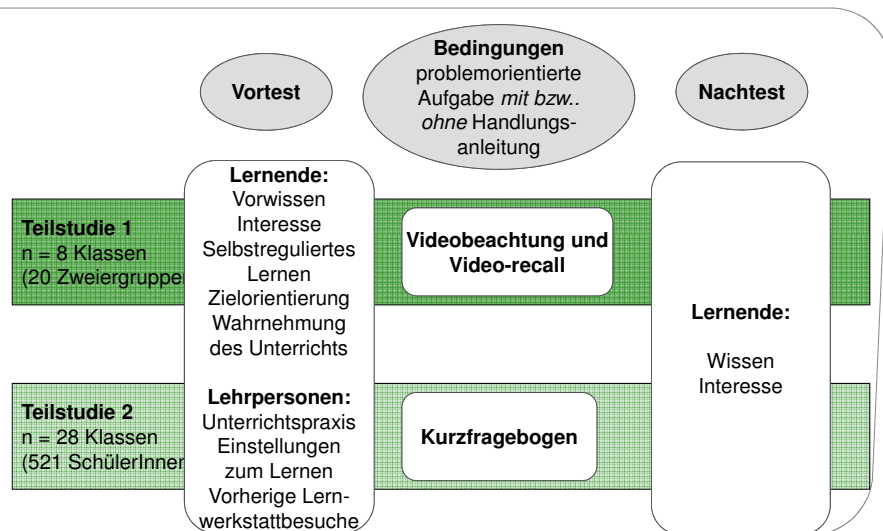 Vortest
Bedingungen
problemorientierte
Aufgabe mit bzw..
ohne Handlungs-
anleitung
Nachtest
Teilstudie 1
n = 8 Klassen
(20 Zweiergruppen
Lernende:
Vorwissen
Interesse
Selbstreguliertes
Lernen
Zielorientierung
Wahrnehmung
des Unterrichts
Videobeachtung und
Video-recall
Teilstudie 2
n = 28 Klassen
(521 SchülerInnen
Lehrpersonen:
Unterrichtspraxis
Einstellungen
zum Lernen
Vorherige Lern-
werkstattbesuche
Kurzfragebogen
Lernende:
Wissen
Interesse